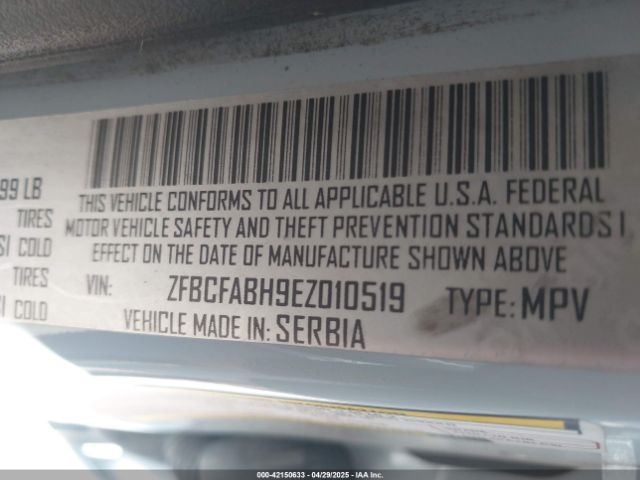 99 LB
TIRES
SI COLD
TIRES
SI COLD
THIS VEHICLE CONFORMS TO ALL APPLICABLE U.S.A. FEDERAL
MOTOR VEHICLE SAFETY AND THEFT PREVENTION STANDARDS I
EFFECT ON THE DATE OF MANUFACTURE SHOWN ABOVE
VIN: ZFBCFABH9EZ010519 TYPE: MPV
VEHICLE MADE IN: SERBIA
000-42150633 - 04/29/2025 - IAA Inc.